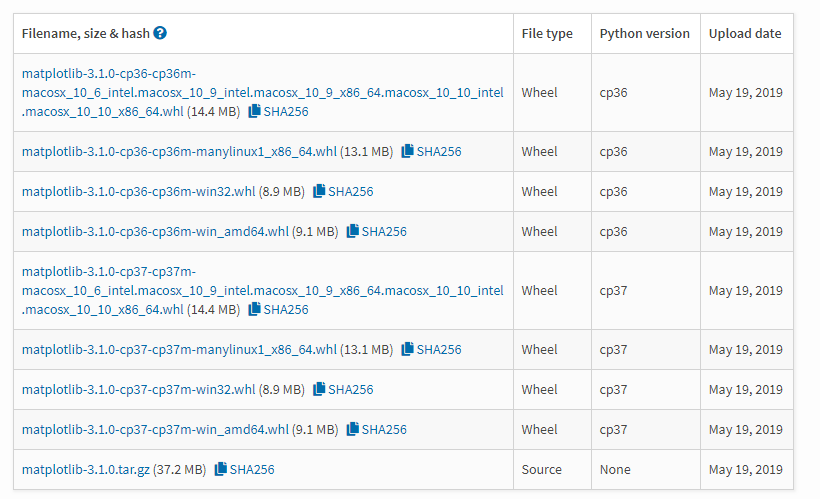 Filename, size & hash ? File type Python version Upload date
matplotlib-3.1.0-cp36-cp36m-
macosx_10_6_intel.macosx_10_9_intel.macosx_10_9_x86_64.macosx_10_10_intel
.macosx_10_10_x86_64.whl (14.4 MB) SHA256 Wheel cp36 May 19, 2019
matplotlib-3.1.0-cp36-cp36m-manylinux1_x86_64.whl (13.1 MB) SHA256 Wheel cp36 May 19, 2019
matplotlib-3.1.0-cp36-cp36m-win32.whl (8.9 MB) SHA256 Wheel cp36 May 19, 2019
matplotlib-3.1.0-cp36-cp36m-win_amd64.whl (9.1 MB) SHA256 Wheel cp36 May 19, 2019
matplotlib-3.1.0-cp37-cp37m-
macosx_10_6_intel.macosx_10_9_intel.macosx_10_9_x86_64.macosx_10_10_intel
.macosx_10_10_x86_64.whl (14.4 MB) SHA256 Wheel cp37 May 19, 2019
matplotlib-3.1.0-cp37-cp37m-manylinux1_x86_64.whl (13.1 MB) SHA256 Wheel cp37 May 19, 2019
matplotlib-3.1.0-cp37-cp37m-win32.whl (8.9 MB) SHA256 Wheel cp37 May 19, 2019
matplotlib-3.1.0-cp37-cp37m-win_amd64.whl (9.1 MB) SHA256 Wheel cp37 May 19, 2019
matplotlib-3.1.0.tar.gz (37.2 MB) SHA256 Source None May 19, 2019